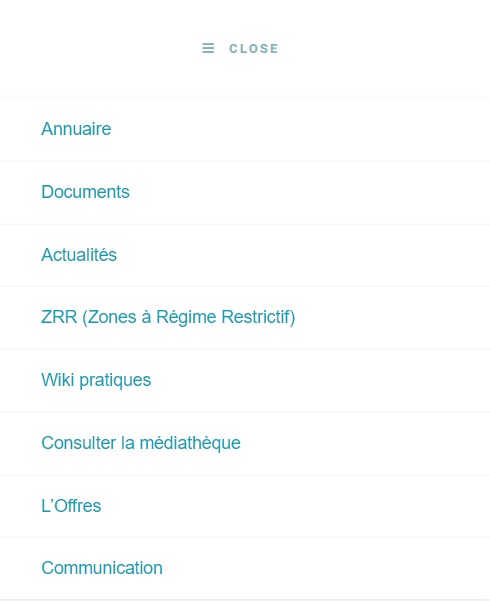 CLOSE
Annuaire
Documents
Actualités
ZRR (Zones à Régime Restrictif)
Wiki pratiques
Consulter la médiathèque
L'Offres
Communication